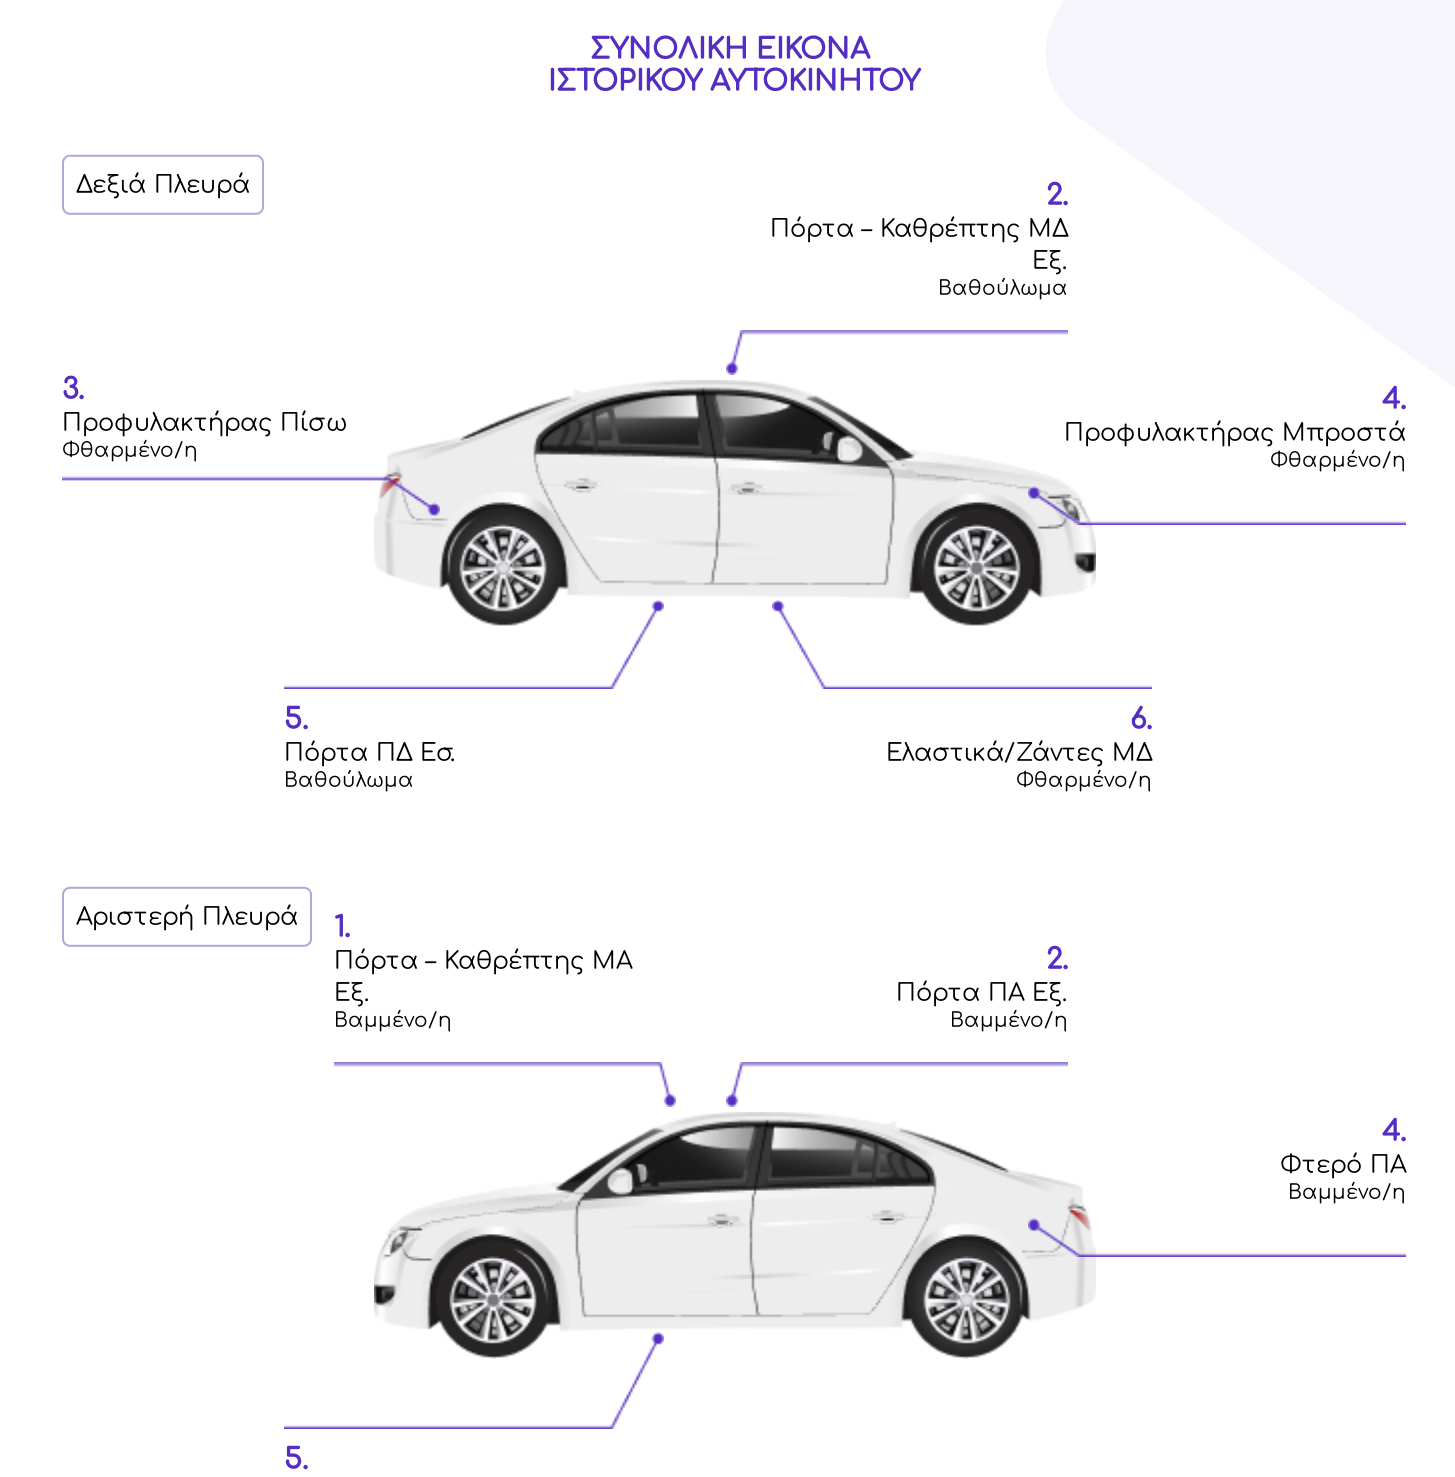 ΣΥΝΟΛΙΚΗ ΕΙΚΟΝΑ
ΙΣΤΟΡΙΚΟΥ ΑΥΤΟΚΙΝΗΤΟΥ
Δεξιά Πλευρά
2.
Πόρτα – Καθρέπτης ΜΔ
Εξ.
Βαθούλωμα
3.
Προφυλακτήρας Πίσω
Φθαρμένο/η
4.
Προφυλακτήρας Μπροστά
Φθαρμένο/η
5.
Πόρτα ΠΔ Εσ.
Βαθούλωμα
6.
Ελαστικά/Ζάντες ΜΔ
Φθαρμένο/η
Αριστερή Πλευρά
1.
Πόρτα – Καθρέπτης ΜΑ
Εξ.
Βαμμένο/η
2.
Πόρτα ΠΑ Εξ.
Βαμμένο/η
4.
Φτερό ΠΑ
Βαμμένο/η
5.